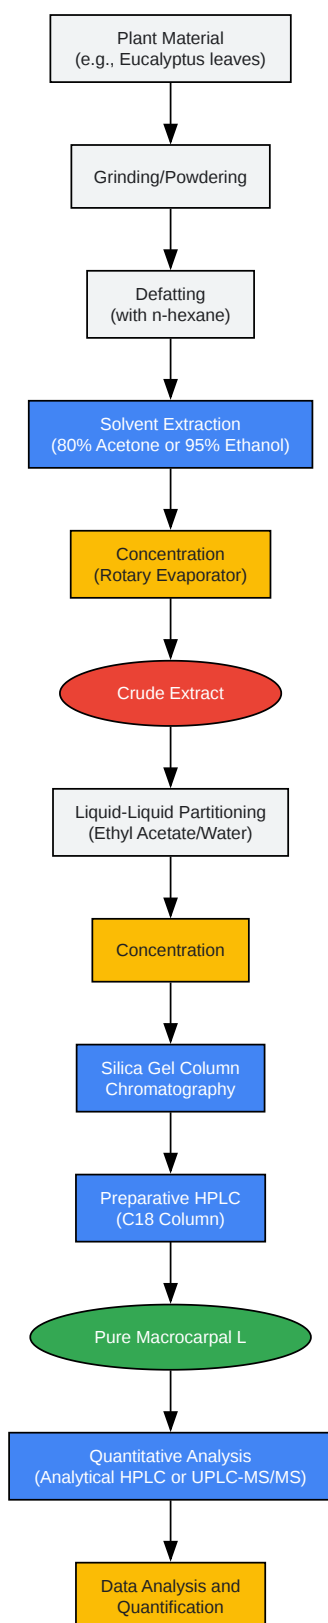 Plant Material
(e.g., Eucalyptus leaves)
Grinding/Powdering
Defatting
(with n-hexane)
Solvent Extraction
(80% Acetone or 95% Ethanol)
Concentration
(Rotary Evaporator)
Crude Extract
Liquid-Liquid Partitioning
(Ethyl Acetate/Water)
Concentration
Silica Gel Column
Chromatography
Preparative HPLC
(C18 Column)
Pure Macrocarpal L
Quantitative Analysis
(Analytical HPLC or UPLC-MS/MS)
Data Analysis and
Quantification